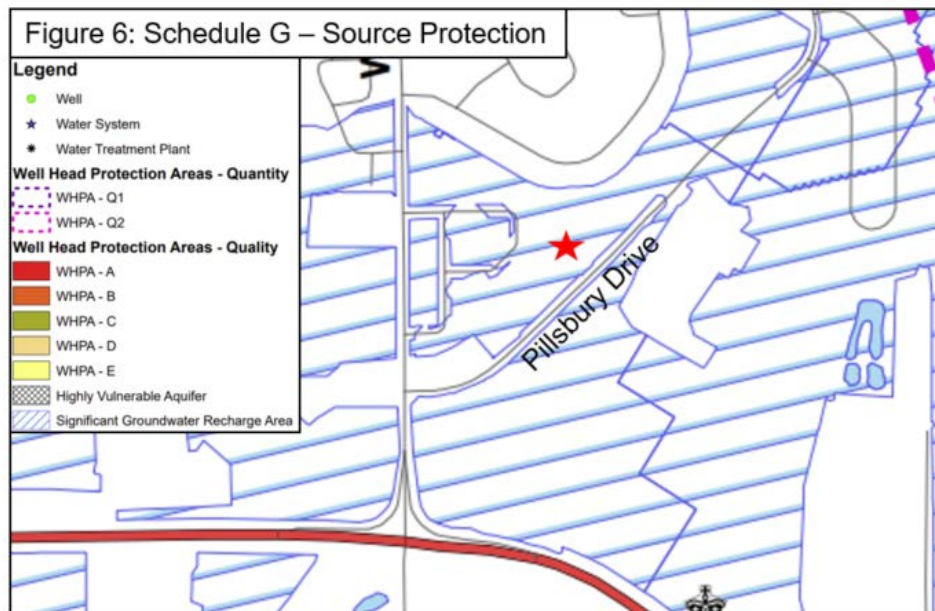 Figure 6: Schedule G – Source Protection
Legend
Well
Water System
Water Treatment Plant
Well Head Protection Areas - Quantity
WHPA - Q1
WHPA - Q2
Well Head Protection Areas - Quality
WHPA - A
WHPA - B
WHPA - C
WHPA - D
WHPA - E
Highly Vulnerable Aquifer
Significant Groundwater Recharge Area
Pillsbury Drive